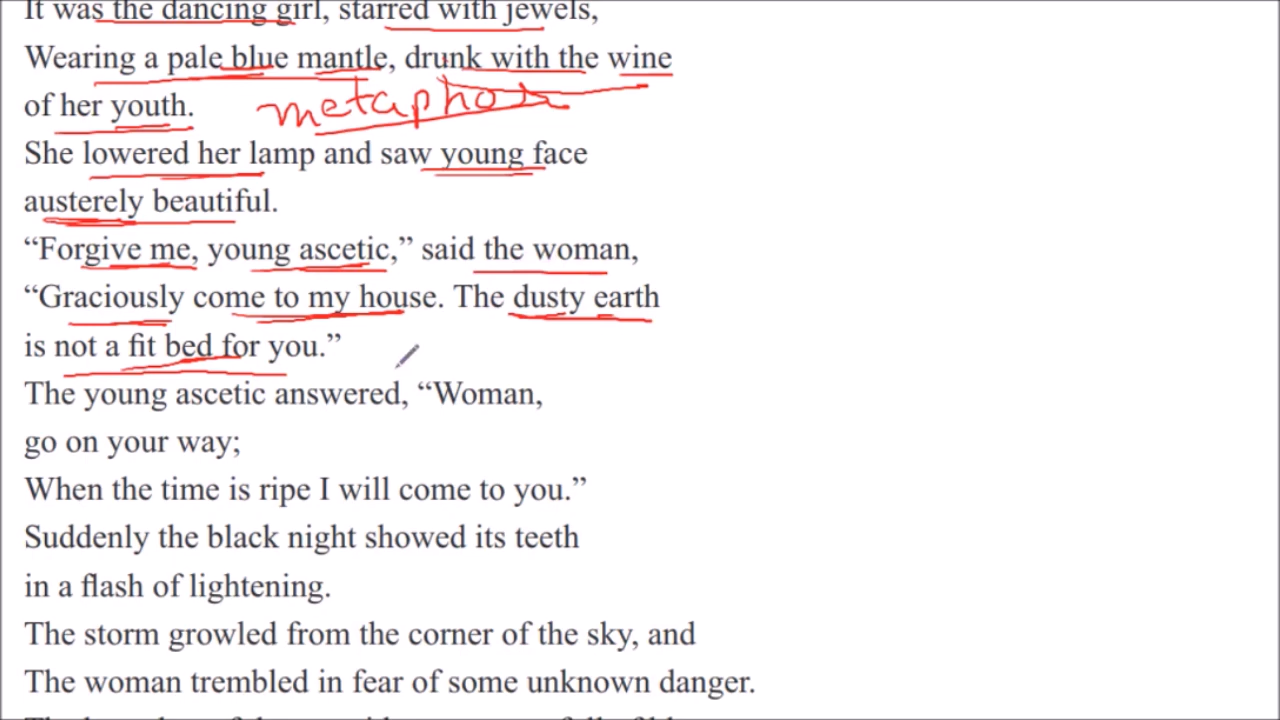 It was the dancing girl, starred with jewels,
Wearing a pale blue mantle, drunk with the wine
of her youth.
metaphor
She lowered her lamp and saw young face
austerely beautiful.
“Forgive me, young ascetic,” said the woman,
“Graciously come to my house. The dusty earth
is not a fit bed for you.”
The young ascetic answered, “Woman,
go on your way;
When the time is ripe I will come to you.”
Suddenly the black night showed its teeth
in a flash of lightening.
The storm growled from the corner of the sky, and
The woman trembled in fear of some unknown danger.